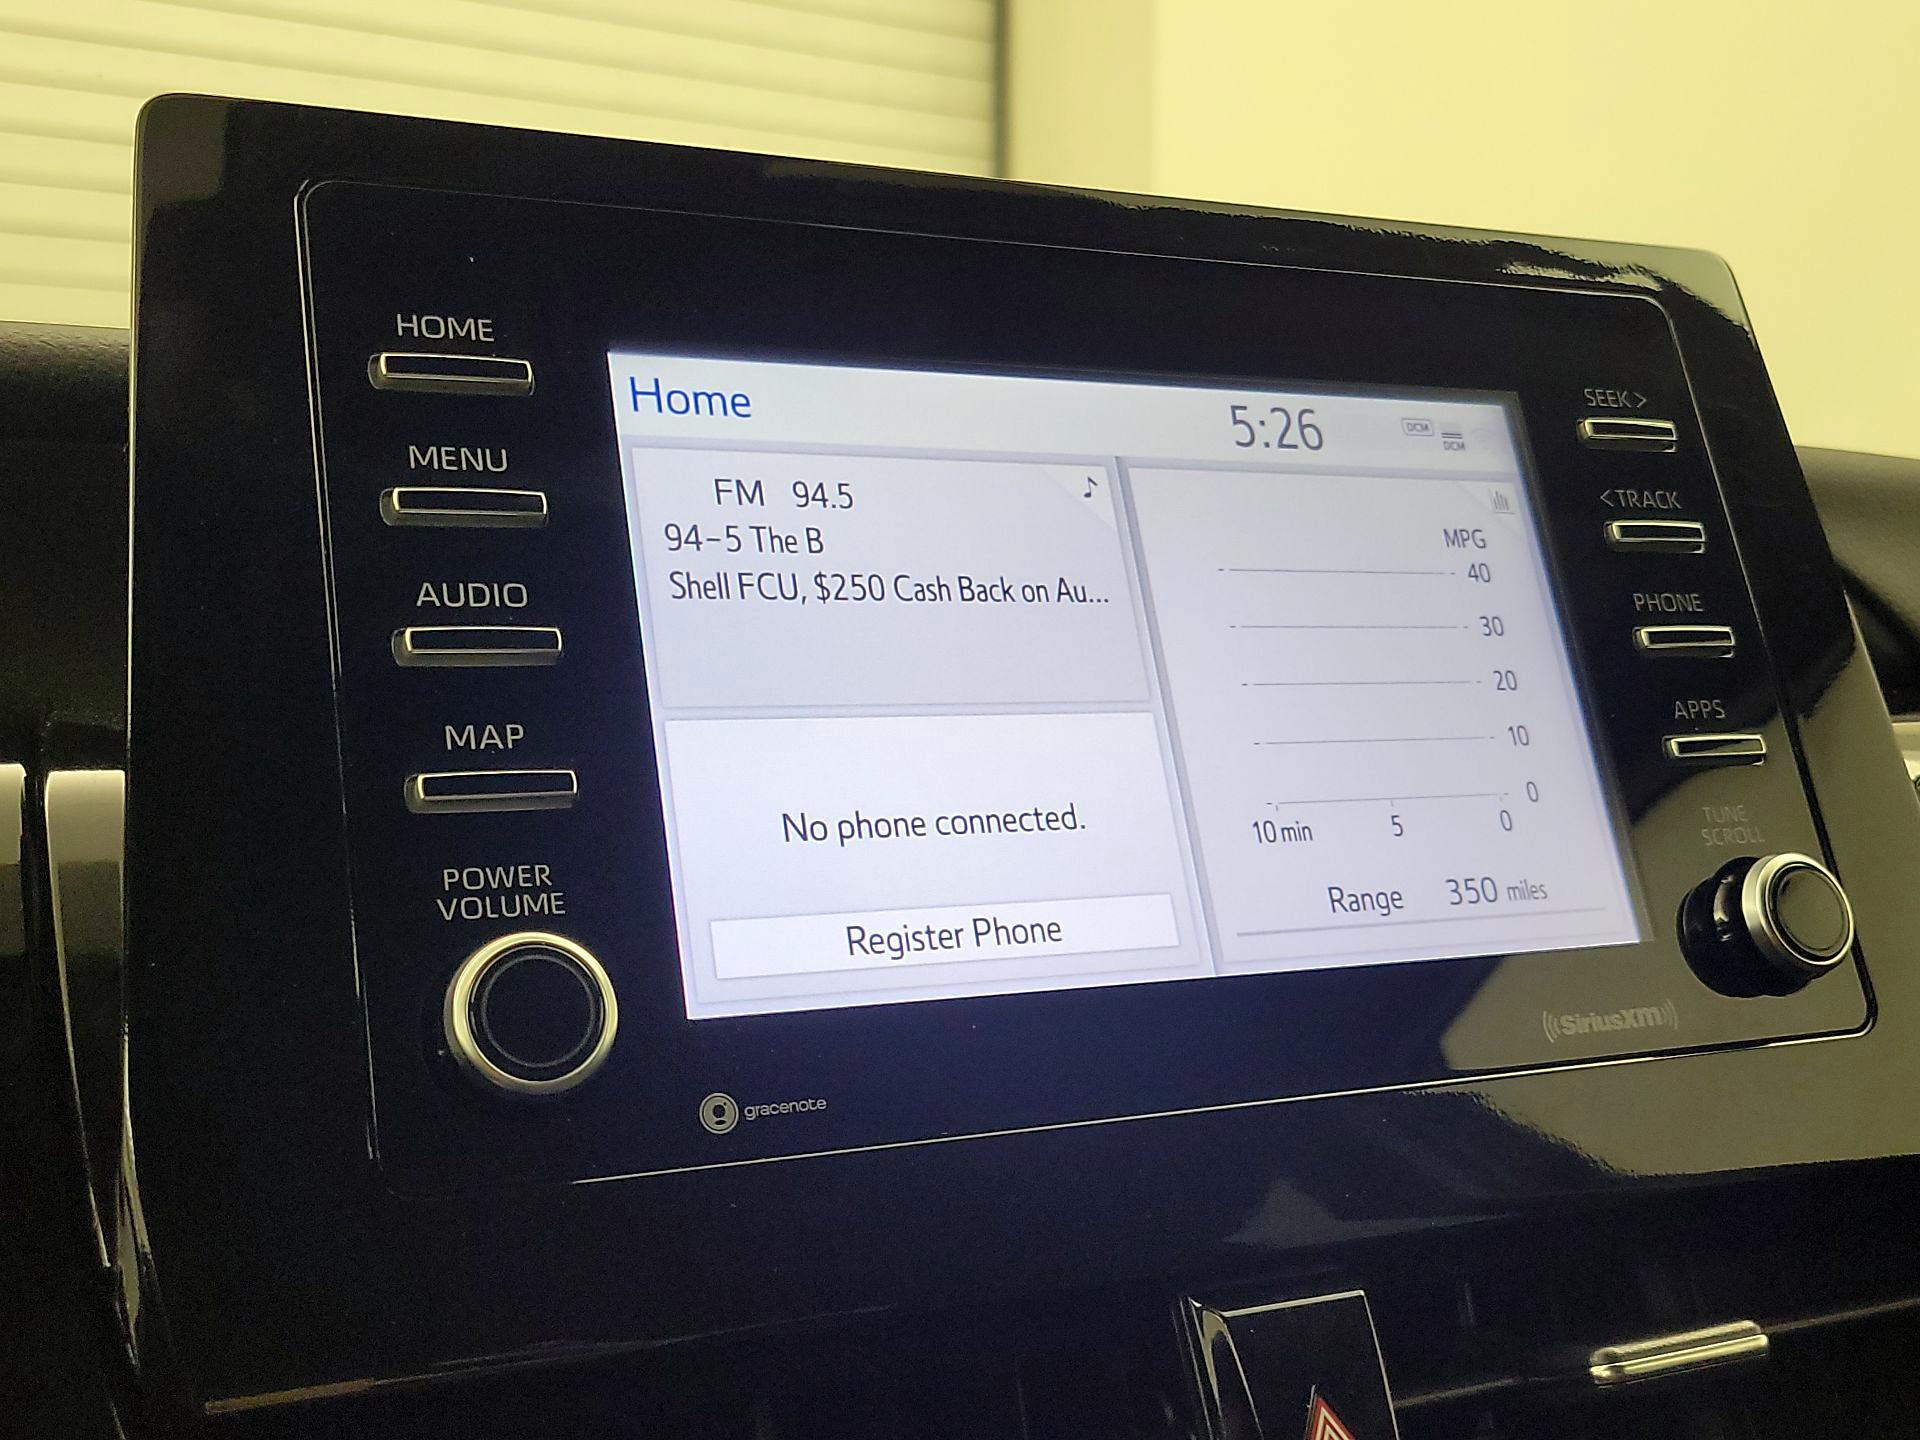 HOME
MENU
AUDIO
MAP
POWER
VOLUME
Home
5:26
DCM
DCM
FM 94.5
94-5 The B
Shell FCU, $250 Cash Back on Au...
No phone connected.
Register Phone
MPG
40
30
20
10
0
10 min 5 0
Range 350 miles
SEEK >
< TRACK
PHONE
APPS
TUNE
SCROLL
SiriusXM
gracenote